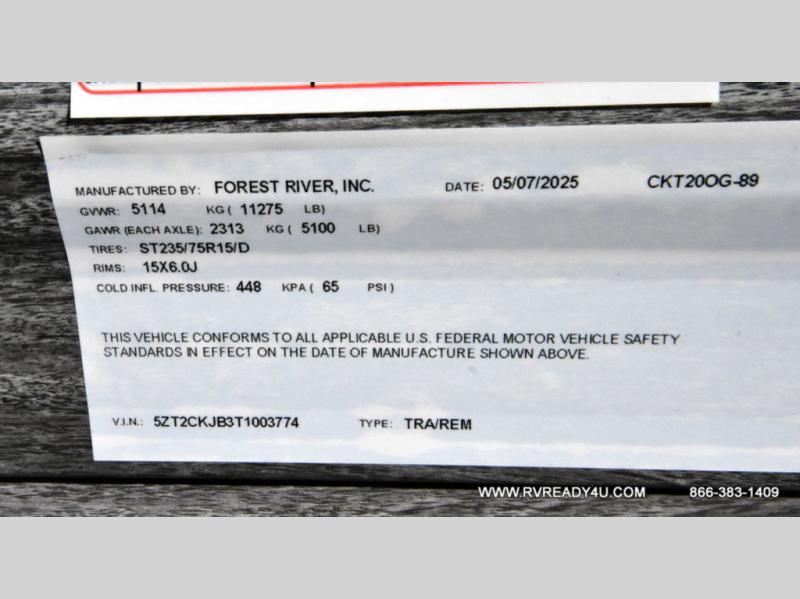 MANUFACTURED BY: FOREST RIVER, INC. DATE: 05/07/2025 CKT20OG-89
GVWR: 5114 KG ( 11275 LB)
GAWR (EACH AXLE): 2313 KG ( 5100 LB)
TIRES: ST235/75R15/D
RIMS: 15X6.0J
COLD INFL. PRESSURE: 448 KPA ( 65 PSI )
THIS VEHICLE CONFORMS TO ALL APPLICABLE U.S. FEDERAL MOTOR VEHICLE SAFETY
STANDARDS IN EFFECT ON THE DATE OF MANUFACTURE SHOWN ABOVE.
V.I.N.: 5ZT2CKJB3T1003774 TYPE: TRA/REM
WWW.RVREADY4U.COM 866-383-1409